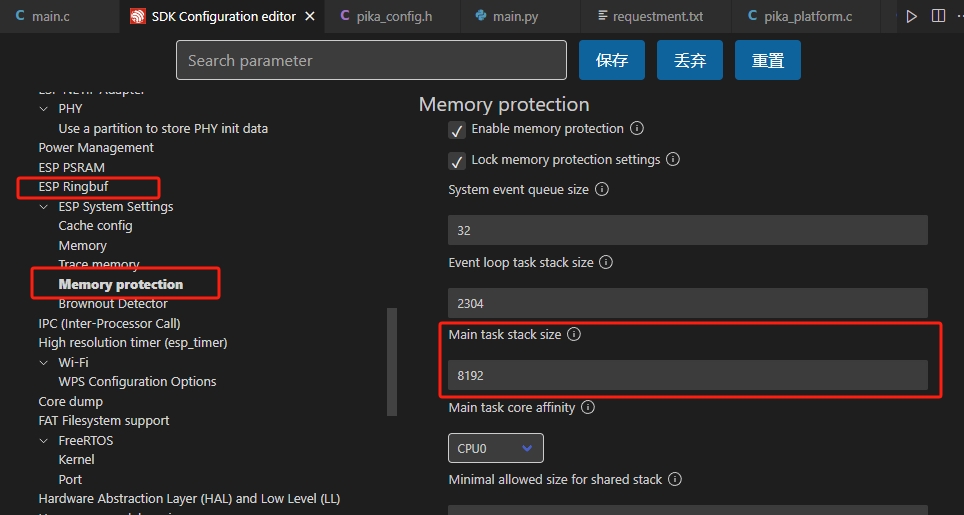 main.c
SDK Configuration editor
pika_config.h
main.py
requestment.txt
pika_platform.c
Search parameter
保存
丢弃
重置
ESP NETIF Adapter
PHY
Use a partition to store PHY init data
Power Management
ESP PSRAM
ESP Ringbuf
ESP System Settings
Cache config
Memory
Trace memory
Memory protection
Brownout Detector
IPC (Inter-Processor Call)
High resolution timer (esp_timer)
Wi-Fi
WPS Configuration Options
Core dump
FAT Filesystem support
FreeRTOS
Kernel
Port
Hardware Abstraction Layer (HAL) and Low Level (LL)
Memory protection
Enable memory protection
Lock memory protection settings
System event queue size
32
Event loop task stack size
2304
Main task stack size
8192
Main task core affinity
CPU0
Minimal allowed size for shared stack